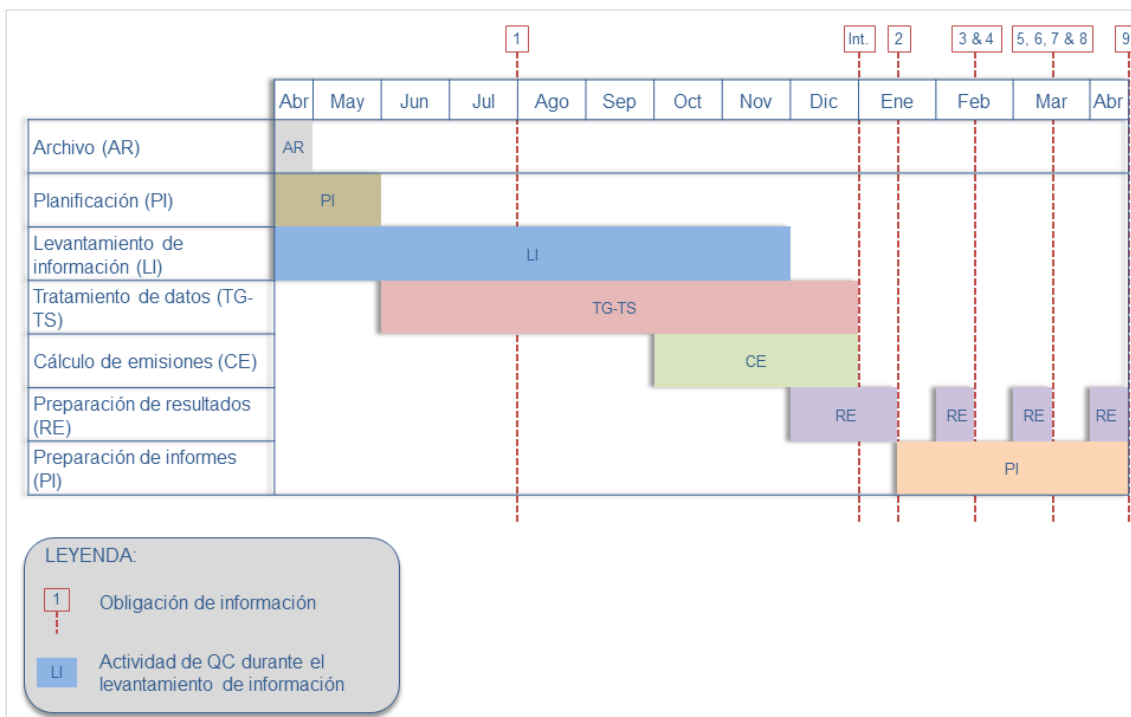 1 Int. 2 3 & 4 5, 6, 7 & 8 9
Abr May Jun Jul Ago Sep Oct Nov Dic Ene Feb Mar Abr
Archivo (AR)
AR
Planificación (PI)
PI
Levantamiento de
información (LI)
LI
Tratamiento de datos (TG-
TS)
TG-TS
Cálculo de emisiones (CE)
CE
Preparación de resultados
(RE)
RE RE RE RE
Preparación de informes
(PI)
PI
LEYENDA:
1 Obligación de información
LI
Actividad de QC durante el
levantamiento de información